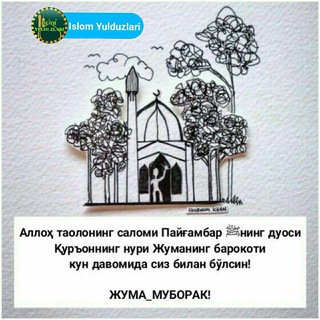 Islom Yulduzlari
Аллоҳ таолонинг саломи Пайғамбар ﷺнинг дуоси
Қуръоннинг нури Жуманинг барокоти
кун давомида сиз билан бўлсин!
ЖУМА_МУБОРАК!